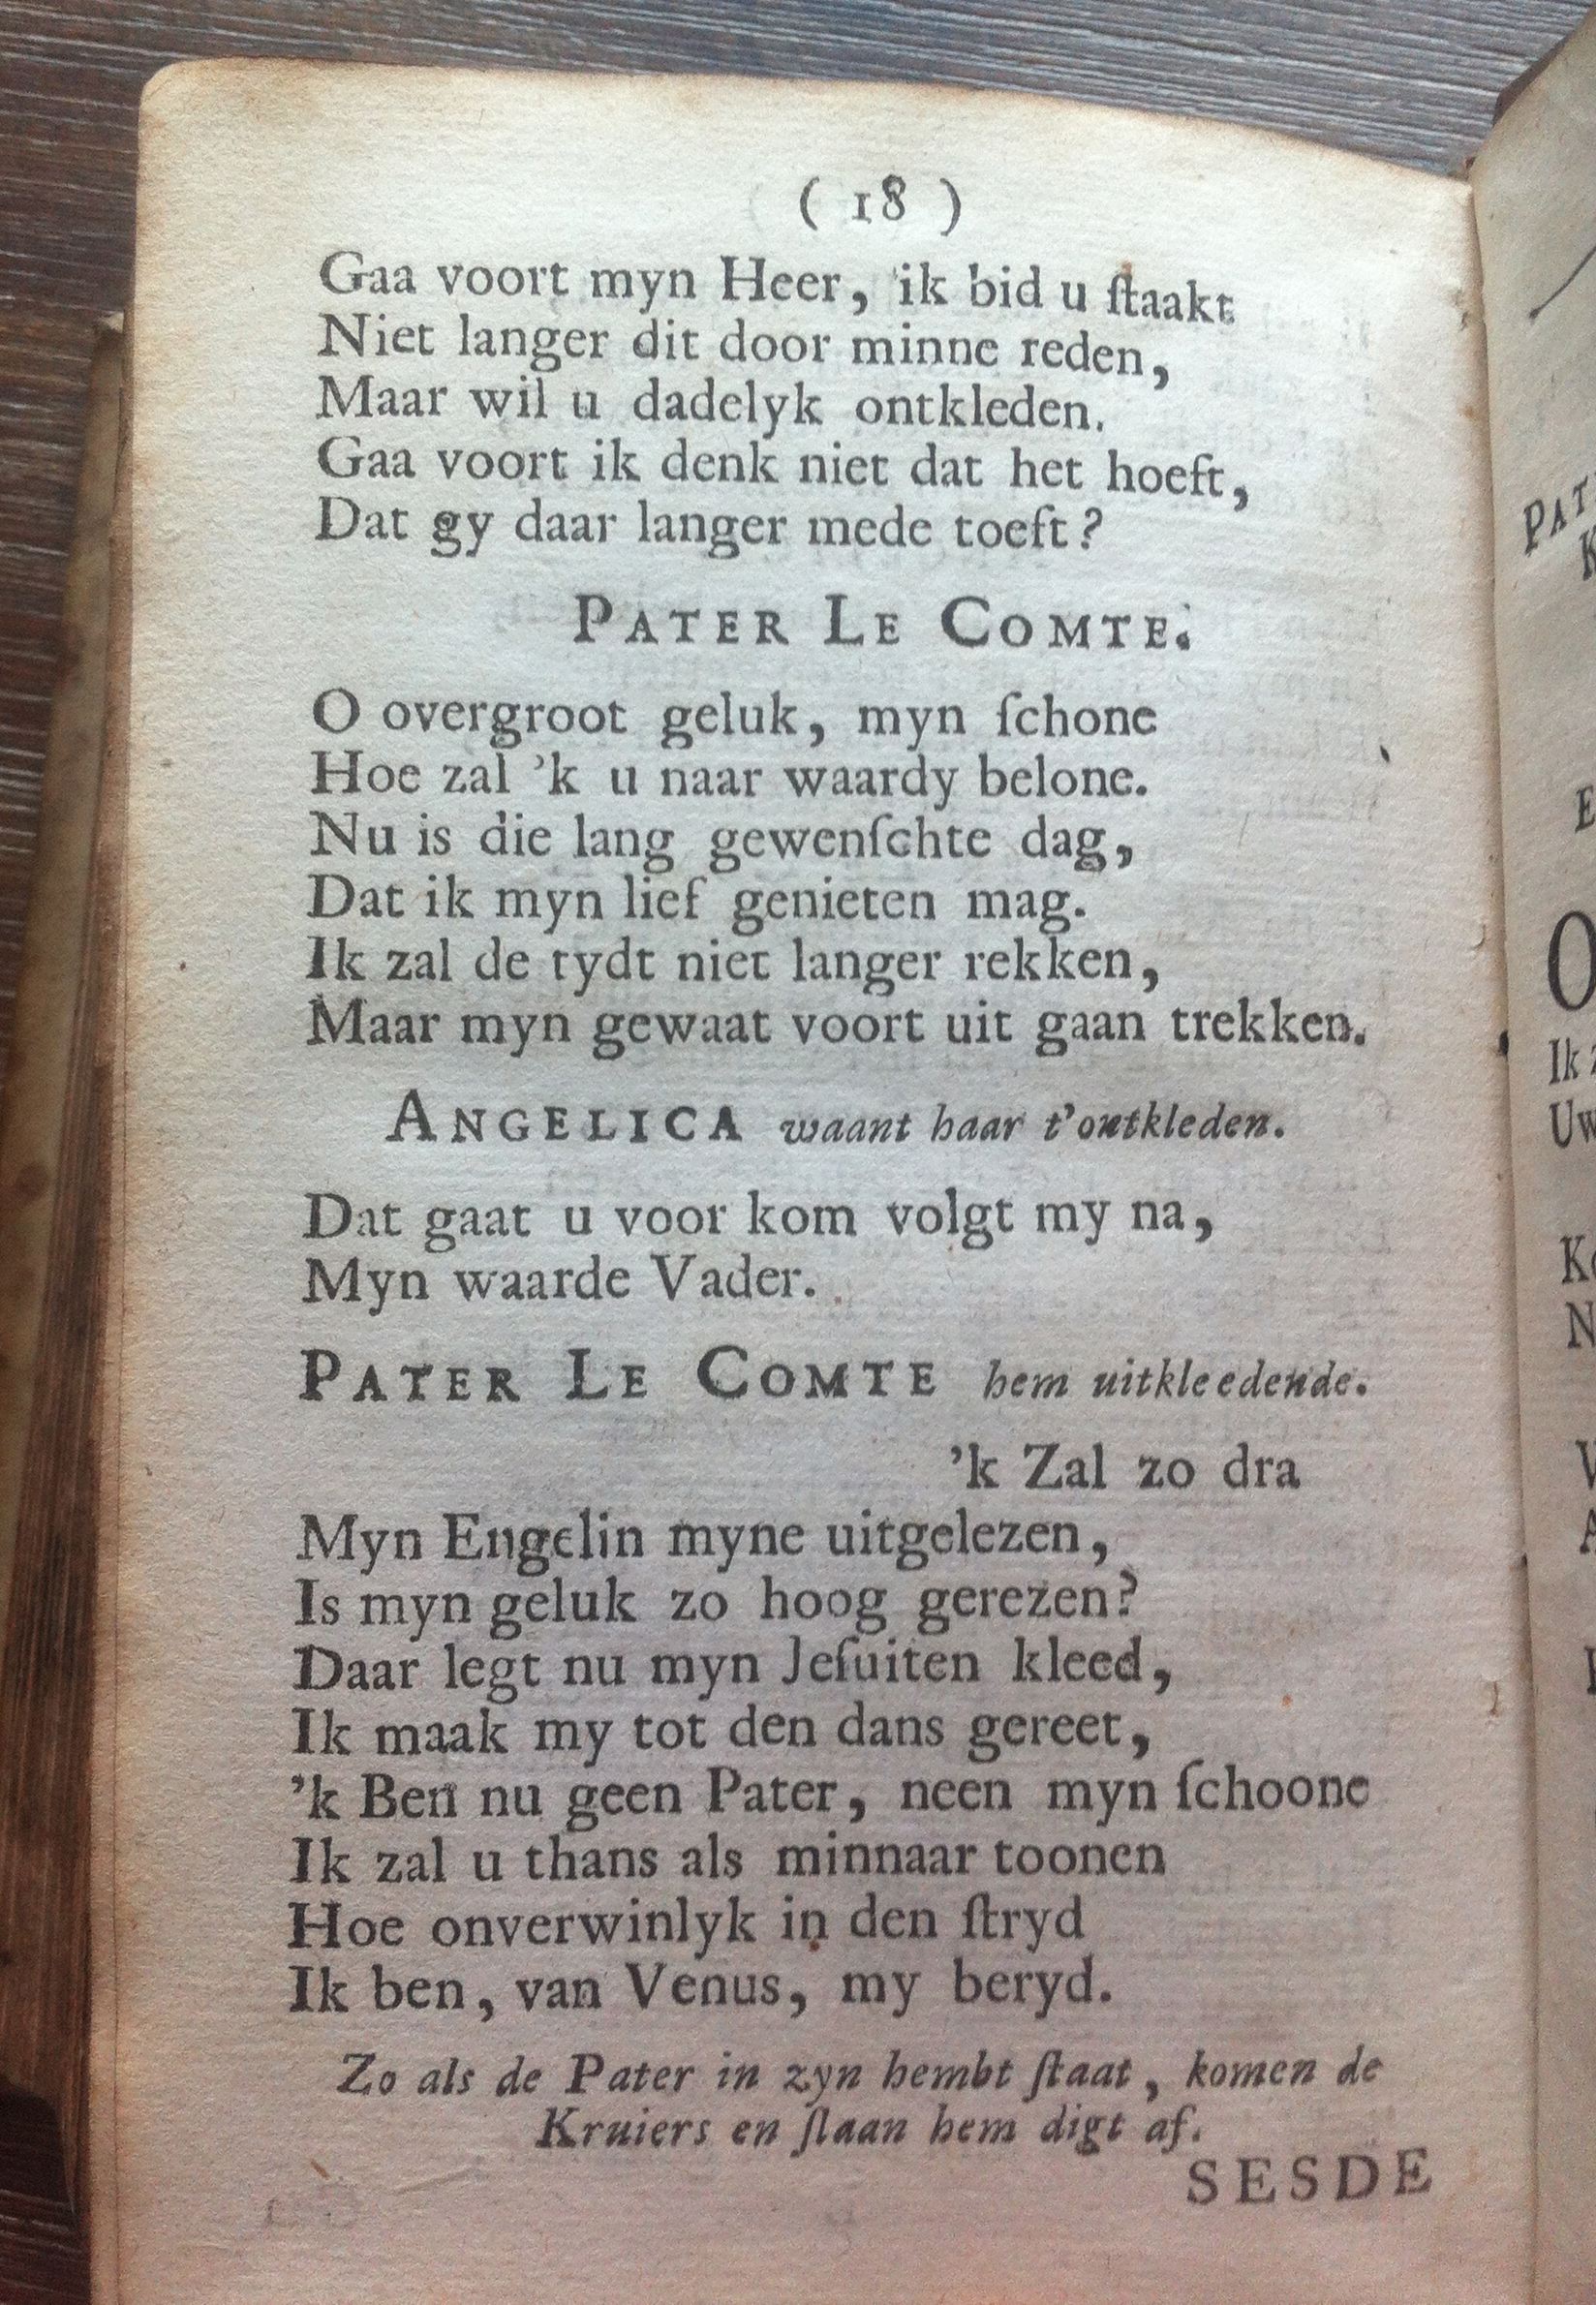 ( 18 )
Gaa voort myn Heer, ik bid u ſtaakt
Niet langer dit door minne reden,
Maar wil u dadelyk ontkleden.
Gaa voort ik denk niet dat het hoeft,
Dat gy daar langer mede toeft?
PATER LE COMTE.
O overgroot geluk, myn ſchone
Hoe zal 'k u naar waardy belone.
Nu is die lang gewenſchte dag,
Dat ik myn lief genieten mag.
Ik zal de tydt niet langer rekken,
Maar myn gewaat voort uit gaan trekken.
ANGELICA waant haar t'ontkleden.
Dat gaat u voor kom volgt my na,
Myn waarde Vader.
PATER LE COMTE hem uitkleedende.
'k Zal zo dra
Myn Engelin myne uitgelezen,
Is myn geluk zo hoog gerezen?
Daar legt nu myn Jeſuiten kleed,
Ik maak my tot den dans gereet,
'k Ben nu geen Pater, neen myn ſchoone
Ik zal u thans als minnaar toonen
Hoe onverwinlyk in den ſtryd
Ik ben, van Venus, my beryd.
Zo als de Pater in zyn hembt ſtaat, komen de
Kruiers en ſlaan hem digt af.
SESDE
PAT
K
E
O
Ik
Uw
N